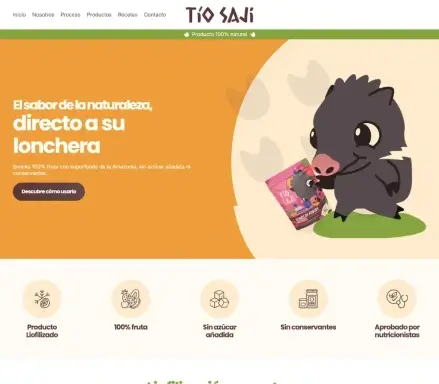 Inicio Nosotros Proceso Productos Recetas Contacto
TÍO SAJI
Producto 100% natural
El sabor de la naturaleza,
directo a su
lonchera
Snacks 100% fruta con superfoods de la Amazonía, sin azúcar añadida ni
conservantes.
Descubre cómo usarlo
Producto
Liofilizado
100% fruta
Sin azúcar
añadida
Sin conservantes
Aprobado por
nutricionistas